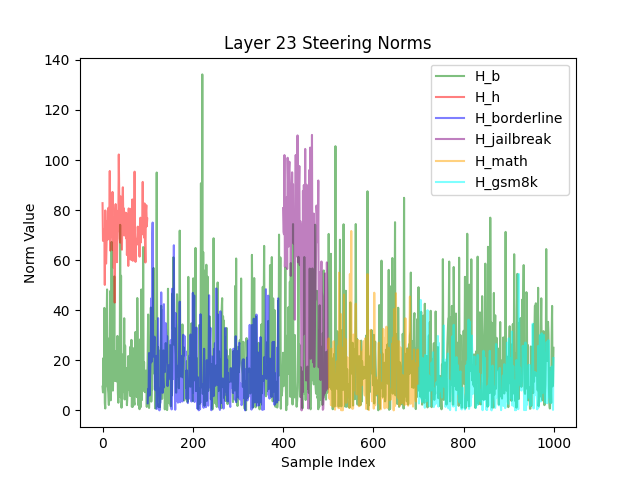 Layer 23 Steering Norms
Norm Value
140
120
100
80
60
40
20
0
0
200
400
600
800
1000
Sample Index
H_b
H_h
H_borderline
H_jailbreak
H_math
H_gsm8k